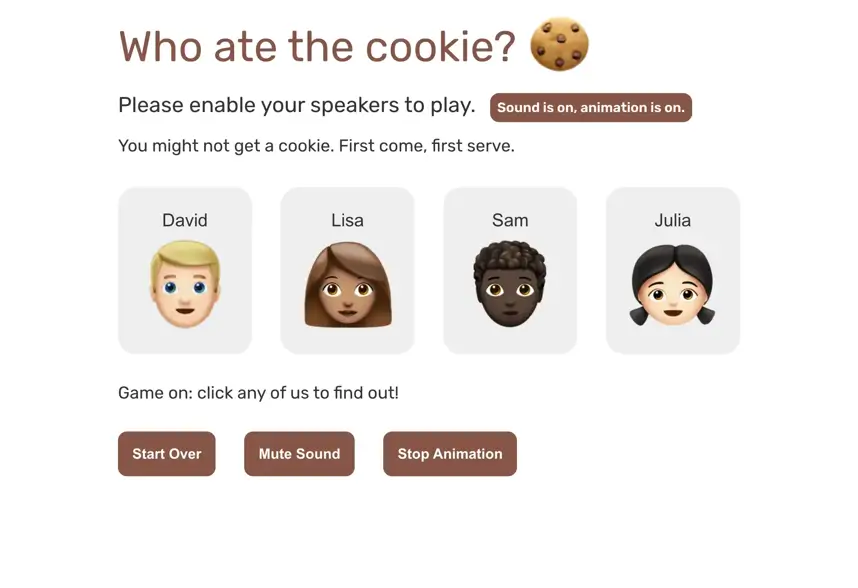 Who ate the cookie?
Please enable your speakers to play. Sound is on, animation is on.
You might not get a cookie. First come, first serve.
David Lisa Sam Julia
Game on: click any of us to find out!
Start Over Mute Sound Stop Animation